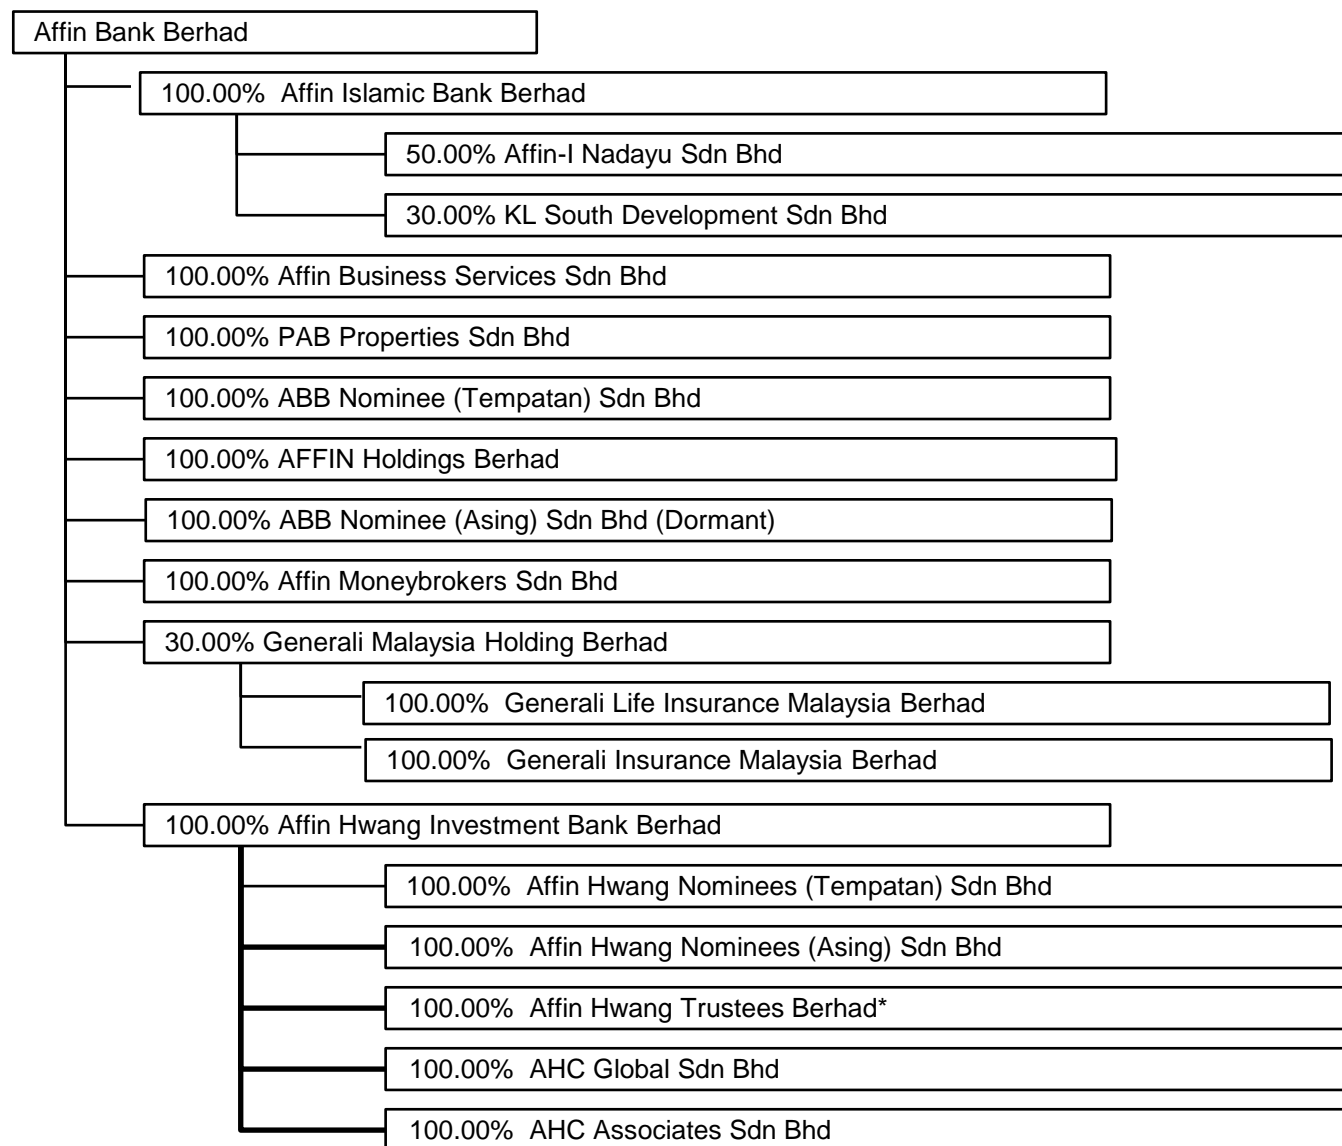 Affin Bank Berhad
100.00% Affin Islamic Bank Berhad
50.00% Affin-I Nadayu Sdn Bhd
30.00% KL South Development Sdn Bhd
100.00% Affin Business Services Sdn Bhd
100.00% PAB Properties Sdn Bhd
100.00% ABB Nominee (Tempatan) Sdn Bhd
100.00% AFFIN Holdings Berhad
100.00% ABB Nominee (Asing) Sdn Bhd (Dormant)
100.00% Affin Moneybrokers Sdn Bhd
30.00% Generali Malaysia Holding Berhad
100.00% Generali Life Insurance Malaysia Berhad
100.00% Generali Insurance Malaysia Berhad
100.00% Affin Hwang Investment Bank Berhad
100.00% Affin Hwang Nominees (Tempatan) Sdn Bhd
100.00% Affin Hwang Nominees (Asing) Sdn Bhd
100.00% Affin Hwang Trustees Berhad*
100.00% AHC Global Sdn Bhd
100.00% AHC Associates Sdn Bhd